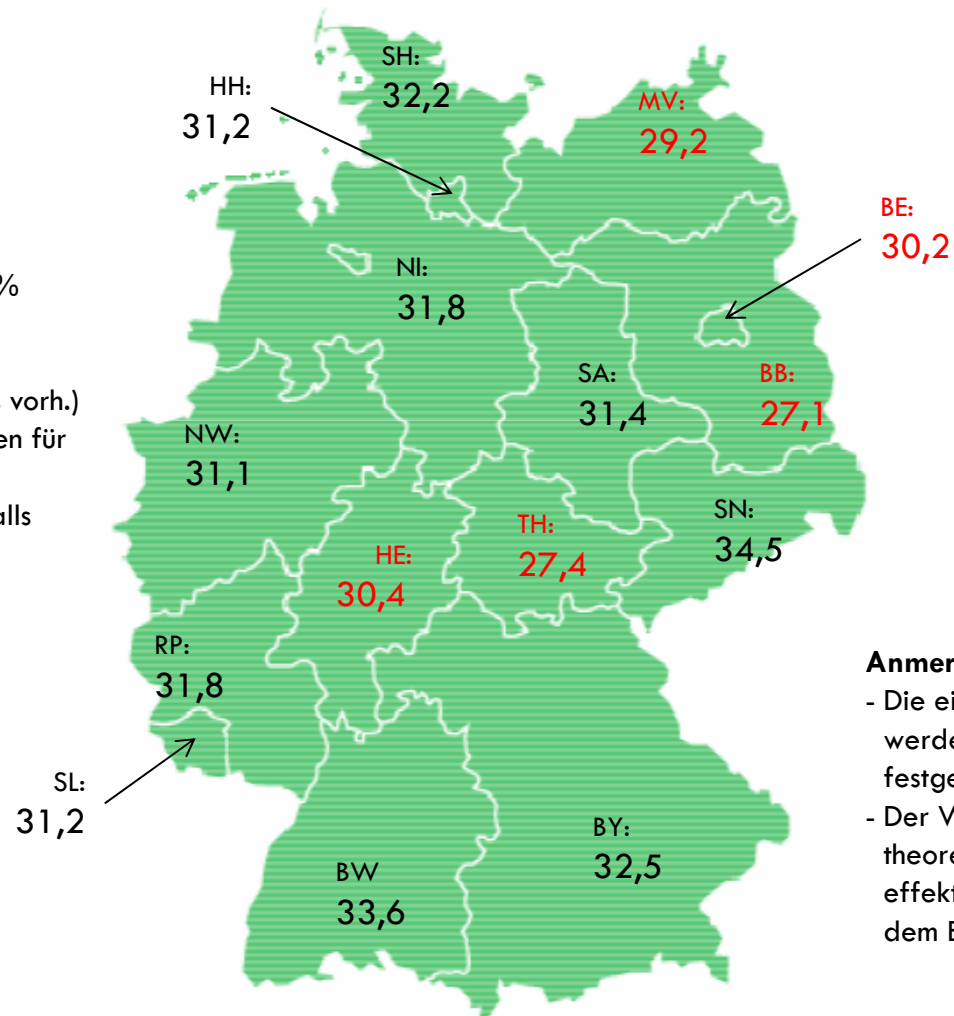 SH:
32,2
HH:
31,2
MV:
29,2
BE:
30,2
%
NI:
31,8
SA:
31,4
BB:
27,1
vorh.)
en für
NW:
31,1
alls
SN:
34,5
TH:
27,4
HE:
30,4
RP:
31,8
Anmer
- Die ei
werde
festge
- Der V
theore
effekt
dem E
SL:
31,2
BY:
32,5
BW
33,6